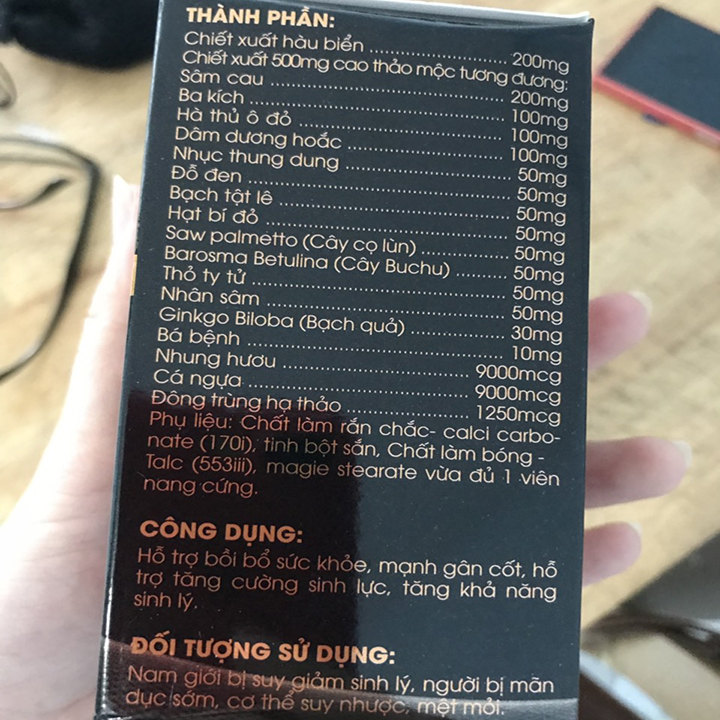 THÀNH PHẦN:
Chiết xuất hàu biển ........ 200mg
Chiết xuất 500mg cao thảo mộc tương đương:
Sâm cau ........ 200mg
Ba kích ........ 100mg
Hà thủ ô đỏ ........ 100mg
Dâm dương hoắc ........ 100mg
Nhục thung dung ........ 50mg
Đỗ đen ........ 50mg
Bạch tật lê ........ 50mg
Hạt bí đỏ ........ 50mg
Saw palmetto (Cây cọ lùn) ........ 50mg
Barosma Betulina (Cây Buchu) ........ 50mg
Thỏ ty tử ........ 50mg
Nhân sâm ........ 50mg
Ginkgo Biloba (Bạch quả) ........ 30mg
Bá bệnh ........ 10mg
Nhung hươu ........ 9000mcg
Cá ngựa ........ 9000mcg
Đông trùng hạ thảo ........ 1250mcg
Phụ liệu: Chất làm rắn chắc- calci carbo-
nate (170i), tinh bột sắn, Chất làm bóng -
Talc (553iii), magie stearate vừa đủ 1 viên
nang cứng.
CÔNG DỤNG:
Hỗ trợ bồi bổ sức khỏe, mạnh gân cốt, hỗ
trợ tăng cường sinh lực, tăng khả năng
sinh lý.
ĐỐI TƯỢNG SỬ DỤNG:
Nam giới bị suy giảm sinh lý, người bị mãn
dục sớm, cơ thể suy nhược, mệt mỏi.